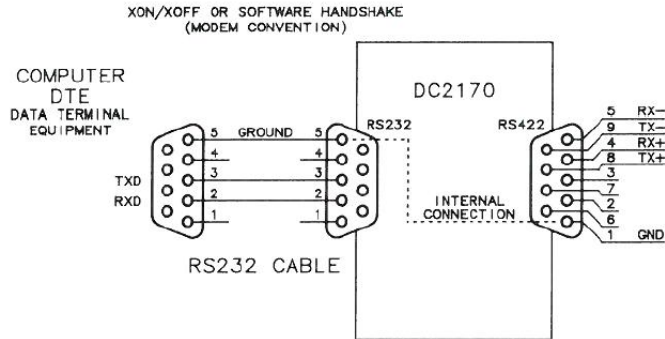 XON/XOFF OR SOFTWARE HANDSHAKE
(MODEM CONVENTION)
COMPUTER
DTE
DATA TERMINAL
EQUIPMENT
DC2170
RS232
RS422
5 GROUND 5
4 4
TXD 3 3
RXD 2 2
1 1
INTERNAL
CONNECTION
5 RX-
9 TX-
4 RX+
8 TX+
3
7
2
6
1 GND
RS232 CABLE